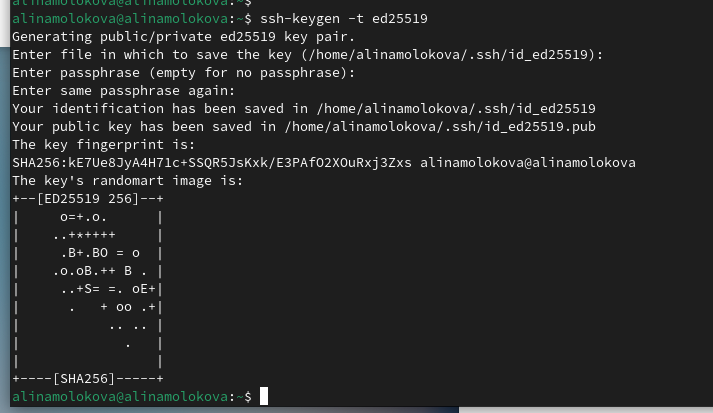 alinamolokova@alinamolokova:~$
alinamolokova@alinamolokova:~$ ssh-keygen -t ed25519
Generating public/private ed25519 key pair.
Enter file in which to save the key (/home/alinamolokova/.ssh/id_ed25519):
Enter passphrase (empty for no passphrase):
Enter same passphrase again:
Your identification has been saved in /home/alinamolokova/.ssh/id_ed25519
Your public key has been saved in /home/alinamolokova/.ssh/id_ed25519.pub
The key fingerprint is:
SHA256:kE7Ue8JyA4H71c+SSQR5JsKxk/E3PAfO2XOuRxj3Zxs alinamolokova@alinamolokova
The key's randomart image is:
+--[ED25519 256]--+
|     o=+.o.      |
|    ..+*++++     |
|     .B+.BO = o  |
|    .o.oB.++ B . |
|     ..+S= =. oE+|
|      .   + oo .+|
|           .. .. |
|             .   |
|                 |
+----[SHA256]-----+
alinamolokova@alinamolokova:~$